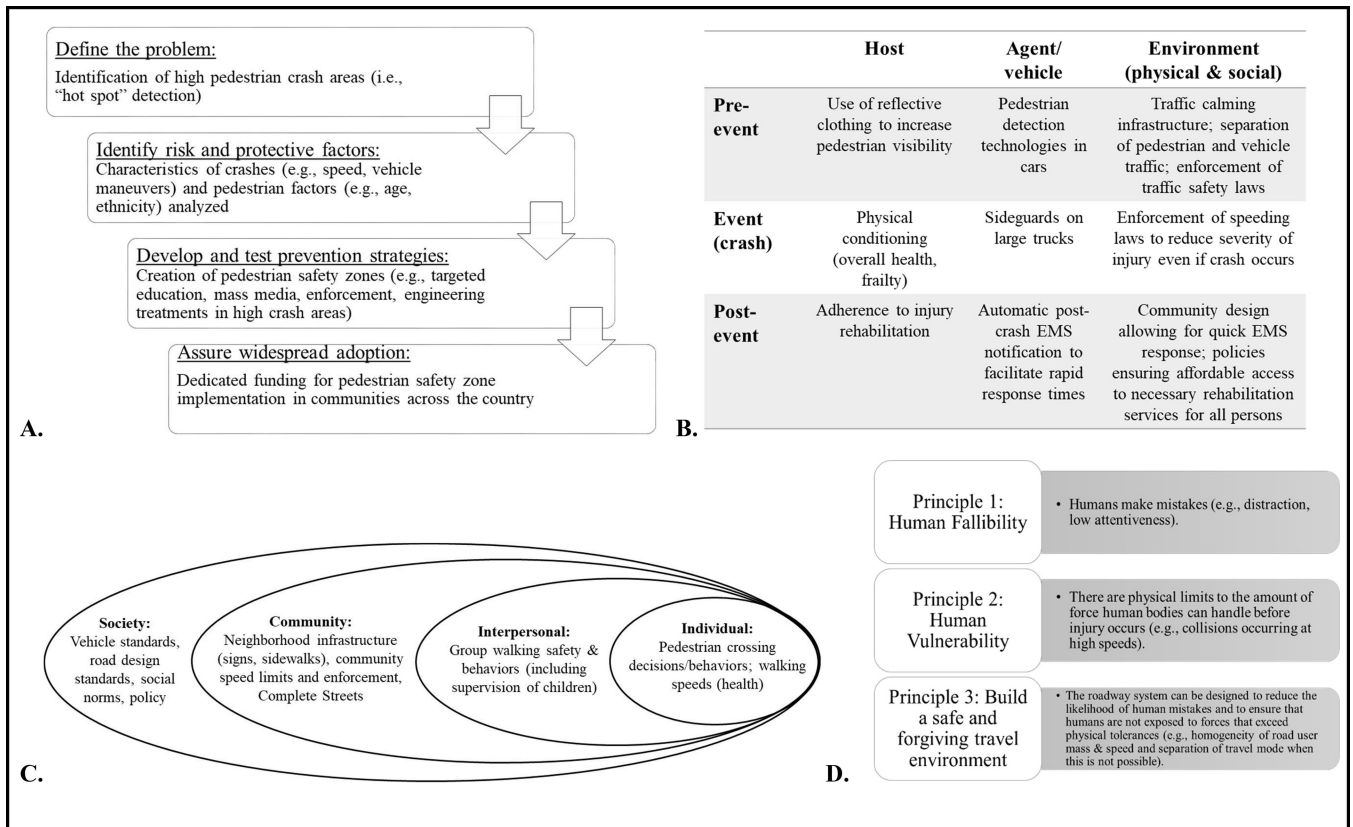 Define the problem:
Identification of high pedestrian crash areas (i.e.,
“hot spot” detection)
Identify risk and protective factors:
Characteristics of crashes (e.g., speed, vehicle
maneuvers) and pedestrian factors (e.g., age,
ethnicity) analyzed
Develop and test prevention strategies:
Creation of pedestrian safety zones (e.g., targeted
education, mass media, enforcement, engineering
treatments in high crash areas)
Assure widespread adoption:
Dedicated funding for pedestrian safety zone
implementation in communities across the country
A.
Host
Agent/
vehicle
Environment
(physical & social)
Pre-
event
Use of reflective
clothing to increase
pedestrian visibility
Pedestrian
detection
technologies in
cars
Traffic calming
infrastructure; separation
of pedestrian and vehicle
traffic; enforcement of
traffic safety laws
Event
(crash)
Physical
conditioning
(overall health,
frailty)
Sideguards on
large trucks
Enforcement of speeding
laws to reduce severity of
injury even if crash occurs
Post-
event
Adherence to injury
rehabilitation
Automatic post-
crash EMS
notification to
facilitate rapid
response times
Community design
allowing for quick EMS
response; policies
ensuring affordable access
to necessary rehabilitation
services for all persons
B.
Society:
Vehicle standards,
road design
standards, social
norms, policy
Community:
Neighborhood infrastructure
(signs, sidewalks), community
speed limits and enforcement,
Complete Streets
Interpersonal:
Group walking safety &
behaviors (including
supervision of children)
Individual:
Pedestrian crossing
decisions/behaviors; walking
speeds (health)
C.
Principle 1:
Human Fallibility
• Humans make mistakes (e.g., distraction,
low attentiveness).
Principle 2:
Human
Vulnerability
• There are physical limits to the amount of
force human bodies can handle before
injury occurs (e.g., collisions occurring at
high speeds).
Principle 3: Build
a safe and
forgiving travel
environment
• The roadway system can be designed to reduce the
likelihood of human mistakes and to ensure that
humans are not exposed to forces that exceed
physical tolerances (e.g., homogeneity of road user
mass & speed and separation of travel mode when
this is not possible).
D.